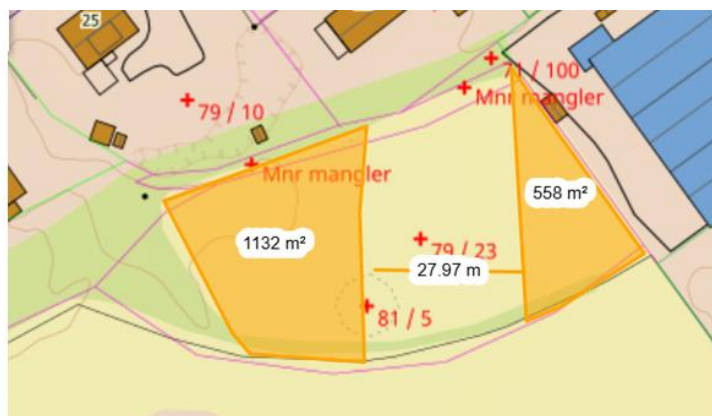 25
71 / 100
Mnr mangler
79 / 10
Mnr mangler
558 m²
1132 m²
79 / 23
27.97 m
81 / 5